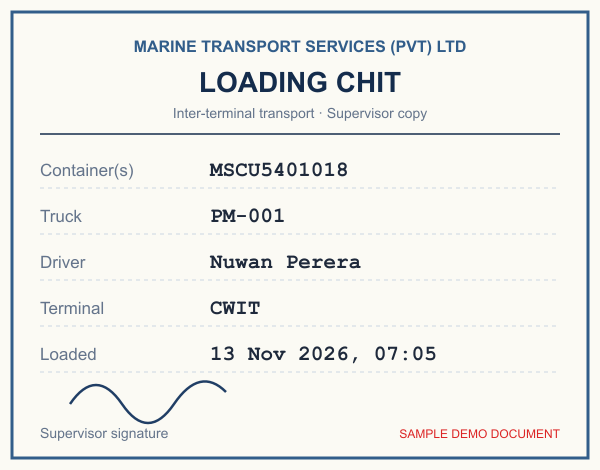 MARINE TRANSPORT SERVICES (PVT) LTD
LOADING CHIT
Inter-terminal transport · Supervisor copy
Container(s) MSCU5401018
Truck PM-001
Driver Nuwan Perera
Terminal CWIT
Loaded 13 Nov 2026, 07:05
Supervisor signature SAMPLE DEMO DOCUMENT